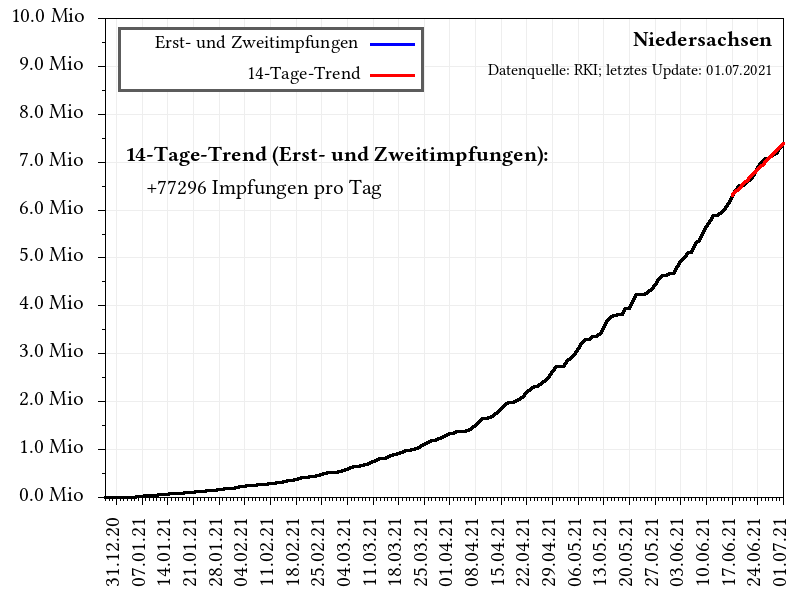 10.0 Mio
9.0 Mio
8.0 Mio
7.0 Mio
6.0 Mio
5.0 Mio
4.0 Mio
3.0 Mio
2.0 Mio
1.0 Mio
0.0 Mio
Erst- und Zweitimpfungen
14-Tage-Trend
Niedersachsen
Datenquelle: RKI; letztes Update: 01.07.2021
14-Tage-Trend (Erst- und Zweitimpfungen):
+77296 Impfungen pro Tag
31.12.20
07.01.21
14.01.21
21.01.21
28.01.21
04.02.21
11.02.21
18.02.21
25.02.21
04.03.21
11.03.21
18.03.21
25.03.21
01.04.21
08.04.21
15.04.21
22.04.21
29.04.21
06.05.21
13.05.21
20.05.21
27.05.21
03.06.21
10.06.21
17.06.21
24.06.21
01.07.21